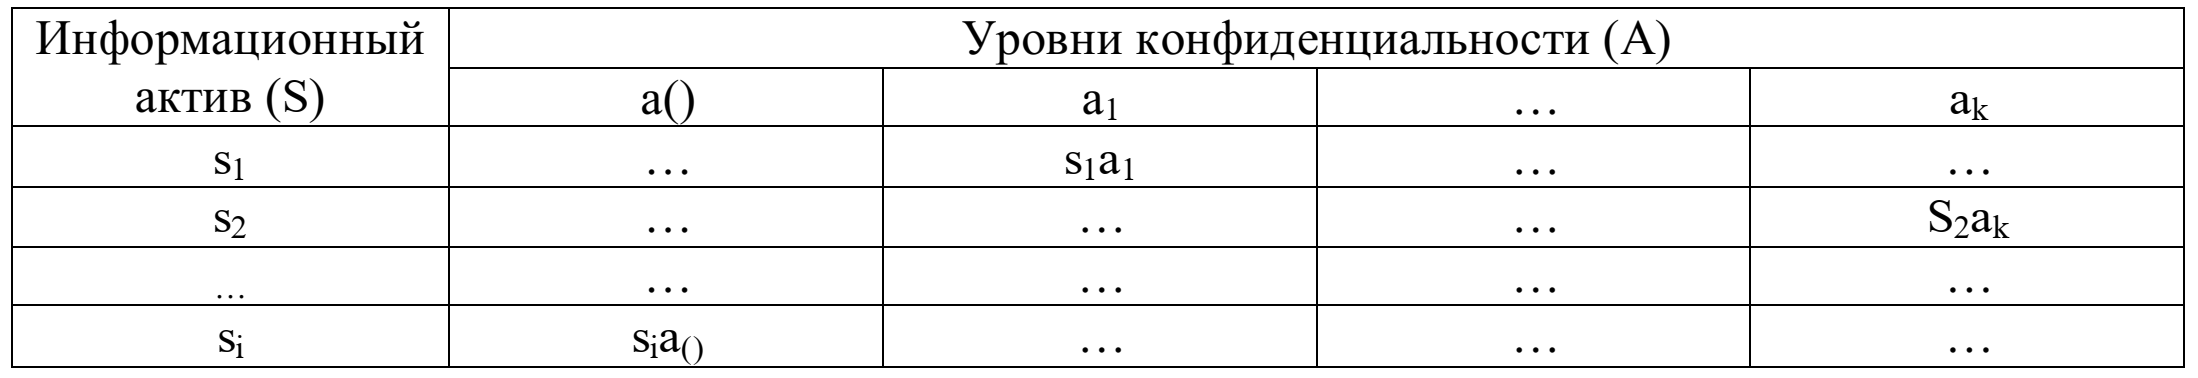 Информационный актив (S) Уровни конфиденциальности (A)
a() a₁ … aₖ
s₁ … s₁a₁ … …
s₂ … … … S₂aₖ
… … … … …
sᵢ sᵢa₍₎ … … …